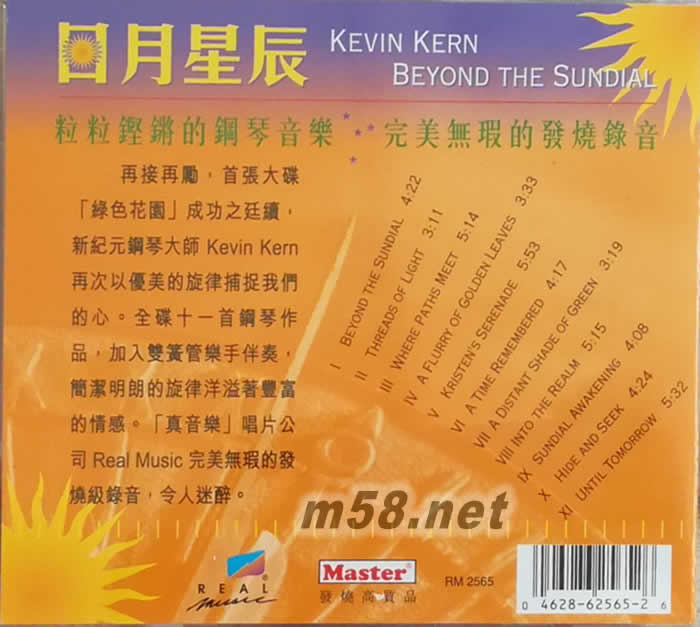 日月星辰
KEVIN KERN
BEYOND THE SUNDIAL
粒粒鏗鏘的鋼琴音樂
完美無瑕的發燒錄音
再接再勵，首張大碟
「綠色花園」成功之廷續，
新紀元鋼琴大師 Kevin Kern
再次以優美的旋律捕捉我們
的心。全碟十一首鋼琴作
品，加入雙簧管樂手伴奏，
簡潔明朗的旋律洋溢著豐富
的情感。「真音樂」唱片公
司 Real Music 完美無瑕的發
燒級錄音，令人迷醉。
I BEYOND THE SUNDIAL 4:22
II THREADS OF LIGHT 3:11
III WHERE PATHS MEET 5:14
IV A FLURRY OF GOLDEN LEAVES 3:33
V KRISTEN'S SERENADE 5:53
VI A TIME REMEMBERED 4:17
VII A DISTANT SHADE OF GREEN 3:19
VIII INTO THE REALM 5:15
IX SUNDIAL AWAKENING 4:08
X HIDE AND SEEK 4:24
XI UNTIL TOMORROW 5:32
m58.net
REAL
music
Master
發燒高質品
RM 2565
0 4628-62565-2 6